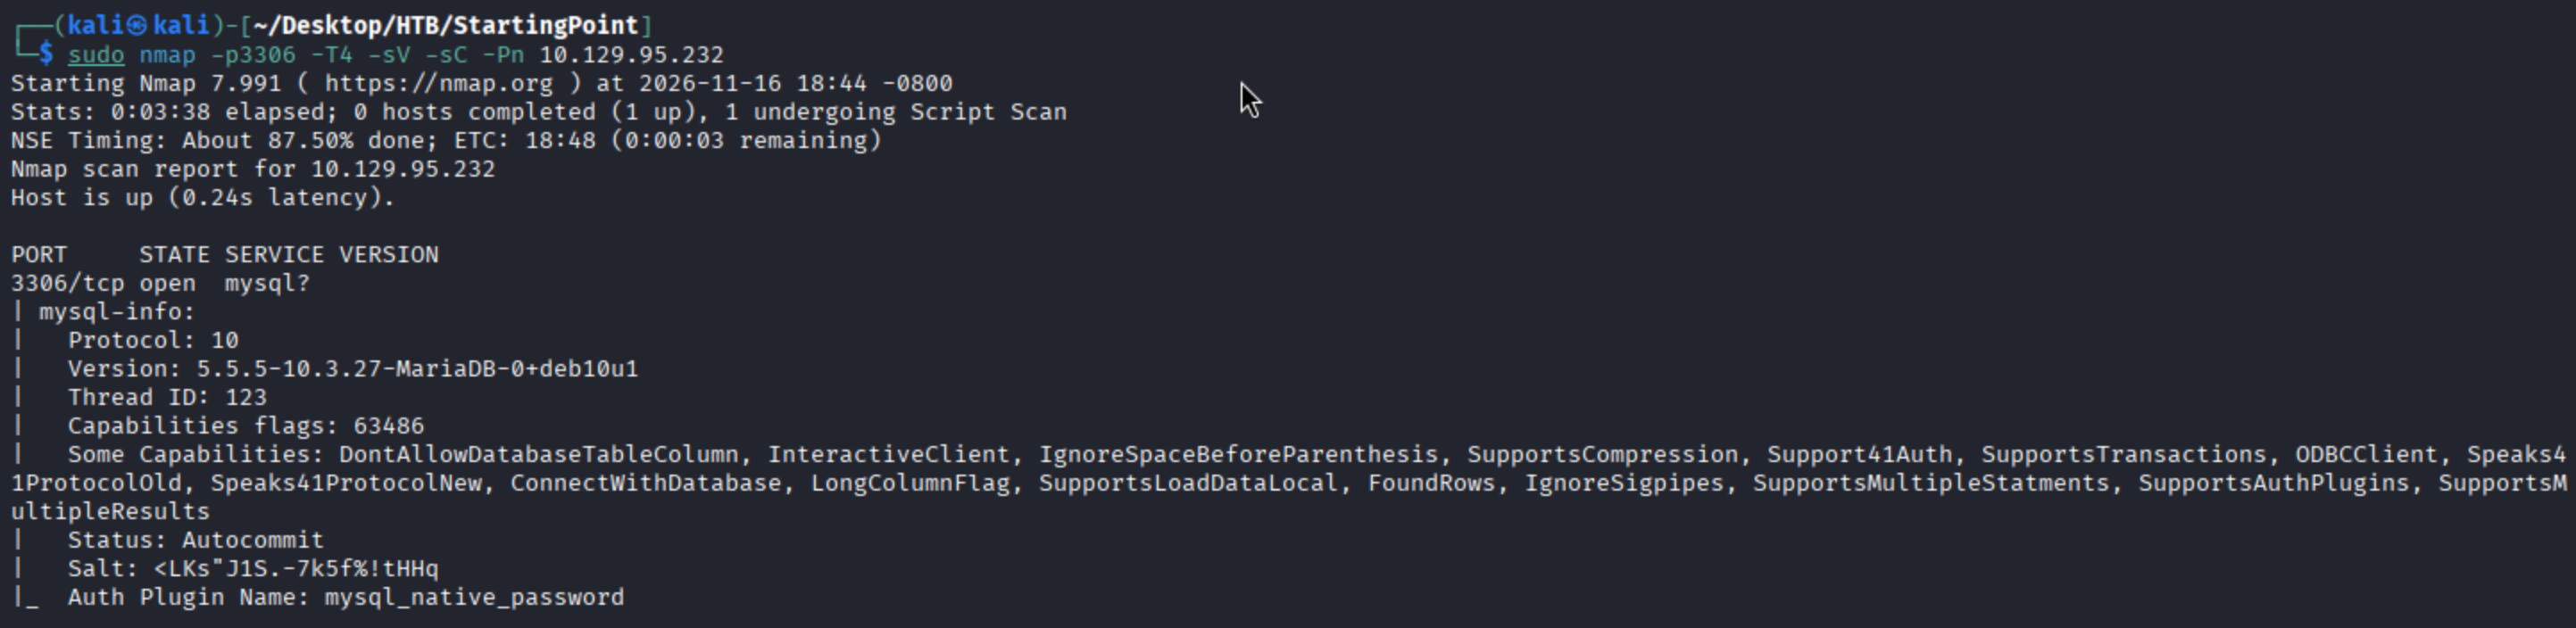 ┌──(kali㉿kali)-[~/Desktop/HTB/StartingPoint]
└─$ sudo nmap -p3306 -T4 -sV -sC -Pn 10.129.95.232
Starting Nmap 7.991 ( https://nmap.org ) at 2026-11-16 18:44 -0800
Stats: 0:03:38 elapsed; 0 hosts completed (1 up), 1 undergoing Script Scan
NSE Timing: About 87.50% done; ETC: 18:48 (0:00:03 remaining)
Nmap scan report for 10.129.95.232
Host is up (0.24s latency).

PORT     STATE SERVICE VERSION
3306/tcp open  mysql?
| mysql-info:
|   Protocol: 10
|   Version: 5.5.5-10.3.27-MariaDB-0+deb10u1
|   Thread ID: 123
|   Capabilities flags: 63486
|   Some Capabilities: DontAllowDatabaseTableColumn, InteractiveClient, IgnoreSpaceBeforeParenthesis, SupportsCompression, Support41Auth, SupportsTransactions, ODBCClient, Speaks4
1ProtocolOld, Speaks41ProtocolNew, ConnectWithDatabase, LongColumnFlag, SupportsLoadDataLocal, FoundRows, IgnoreSigpipes, SupportsMultipleStatments, SupportsAuthPlugins, SupportsM
ultipleResults
|   Status: Autocommit
|   Salt: <LKs"J1S.-7k5f%!tHHq
|_  Auth Plugin Name: mysql_native_password